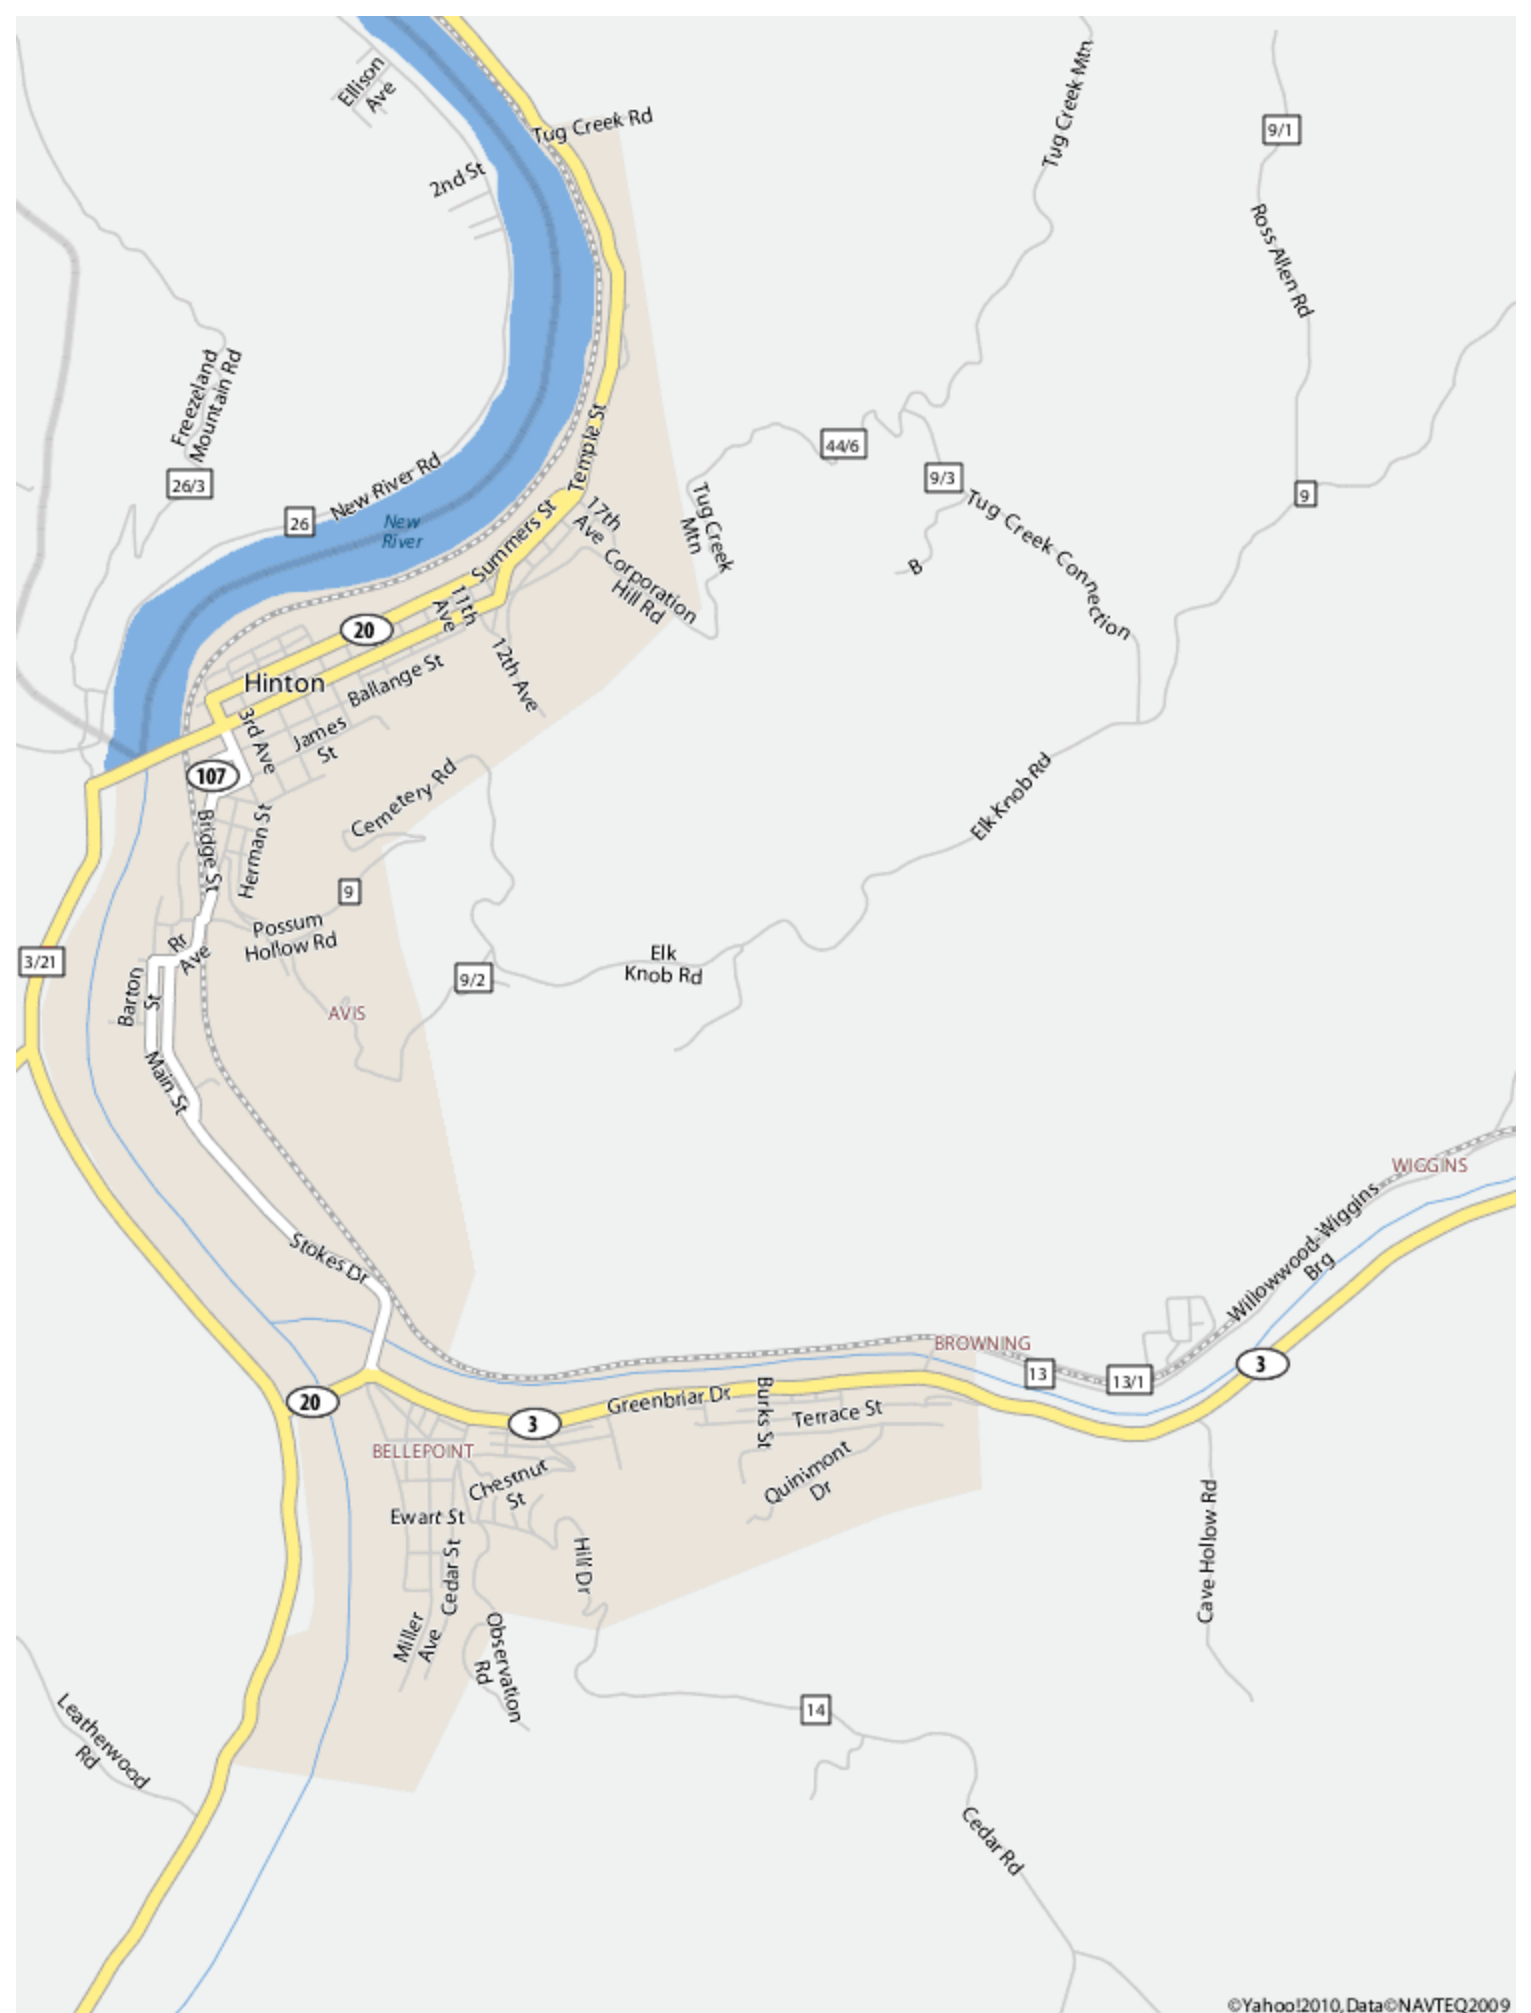 Ellison
Ave
Tug Creek Rd
Tug Creek Mtn
9/1
2nd St
Ross Allen Rd
Freezeland
Mountain Rd
26/3
New River Rd
26
New
River
Temple St
44/6
9/3
9
Tug Creek
Mtn
Tug Creek Connection
Summers St
17th
Ave
Corporation
Hill Rd
B
11th
Ave
20
12th Ave
Hinton
Ballange St
3rd Ave
James
St
107
Cemetery Rd
Elk Knob Rd
Bridge St
Herman St
9
Possum
Hollow Rd
Rr
Ave
3/21
Elk
Knob Rd
9/2
Barton
St
AVIS
Main St
WIGGINS
Willowwood-Wiggins
Brg
Stokes Dr
BROWNING
13
13/1
3
20
Greenbriar Dr
3
Burks St
Terrace St
BELLEPOINT
Chestnut
St
Quinimont
Dr
Ewart St
Cedar St
Hill Dr
Cave Hollow Rd
Miller
Ave
Observation
Rd
Leatherwood
Rd
14
Cedar Rd
©Yahoo!2010,Data©NAVTEQ2009